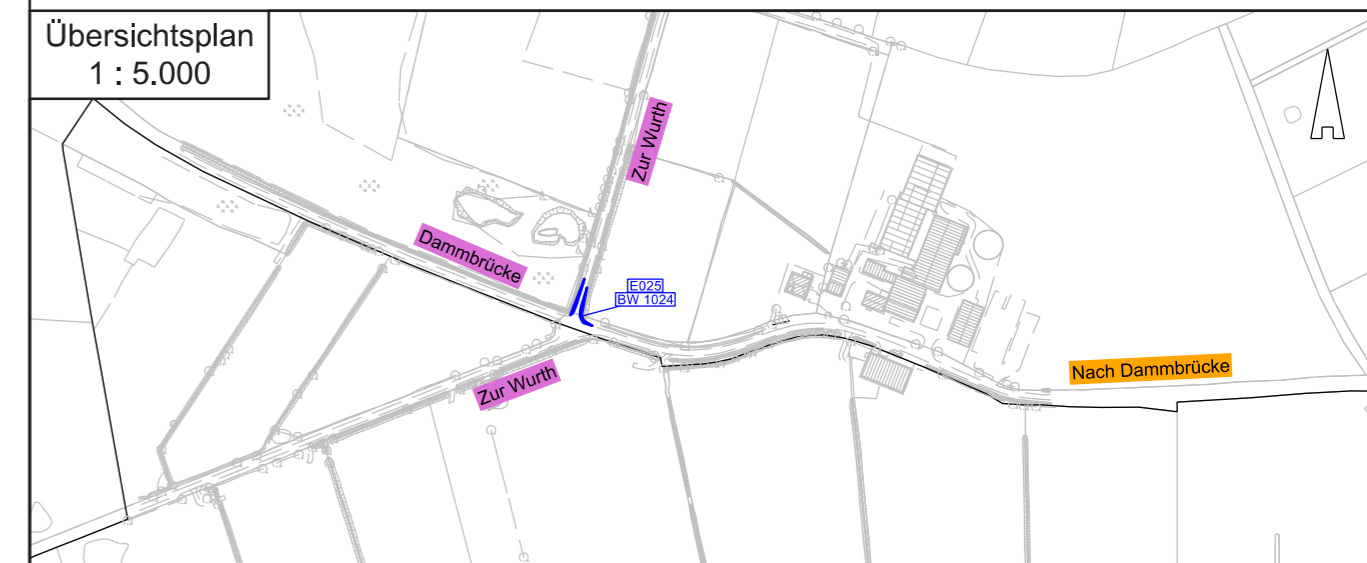 Übersichtsplan
1 : 5.000
Zur Wurth
Dammbrücke
E025
BW 1024
Zur Wurth
Nach Dammbrücke